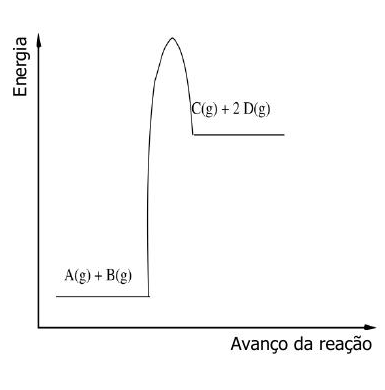 Energia
C(g) + 2 D(g)
A(g) + B(g)
Avanço da reação